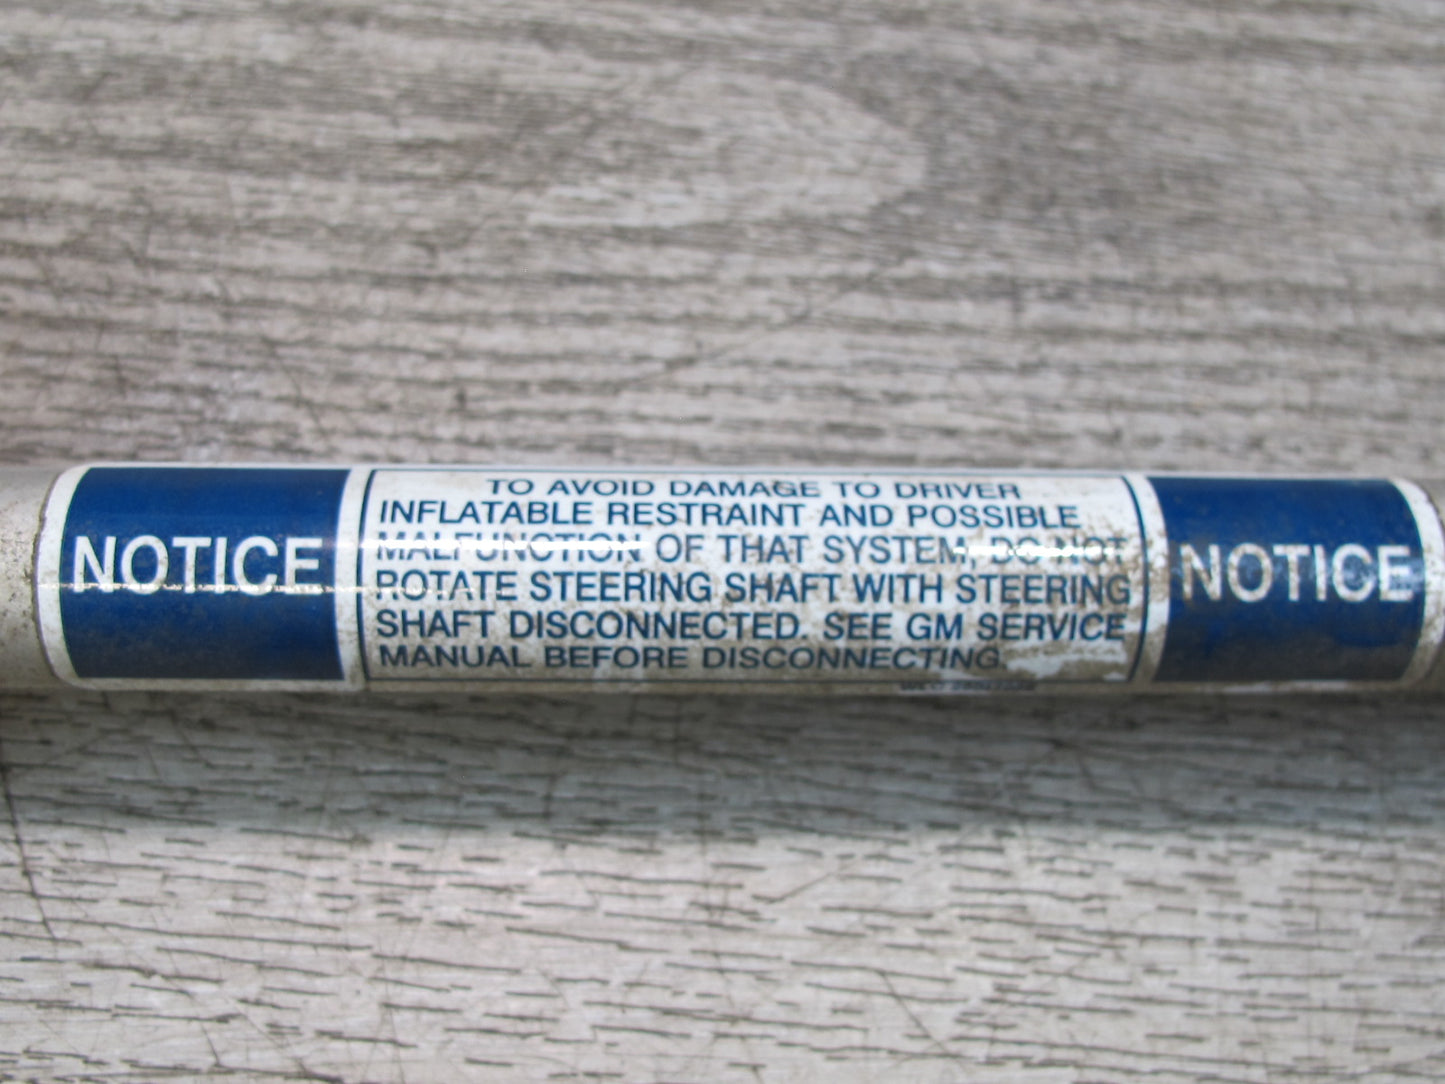 NOTICE
TO AVOID DAMAGE TO DRIVER
INFLATABLE RESTRAINT AND POSSIBLE
MALFUNCTION OF THAT SYSTEM, DO NOT
ROTATE STEERING SHAFT WITH STEERING
SHAFT DISCONNECTED. SEE GM SERVICE
MANUAL BEFORE DISCONNECTING.
NOTICE